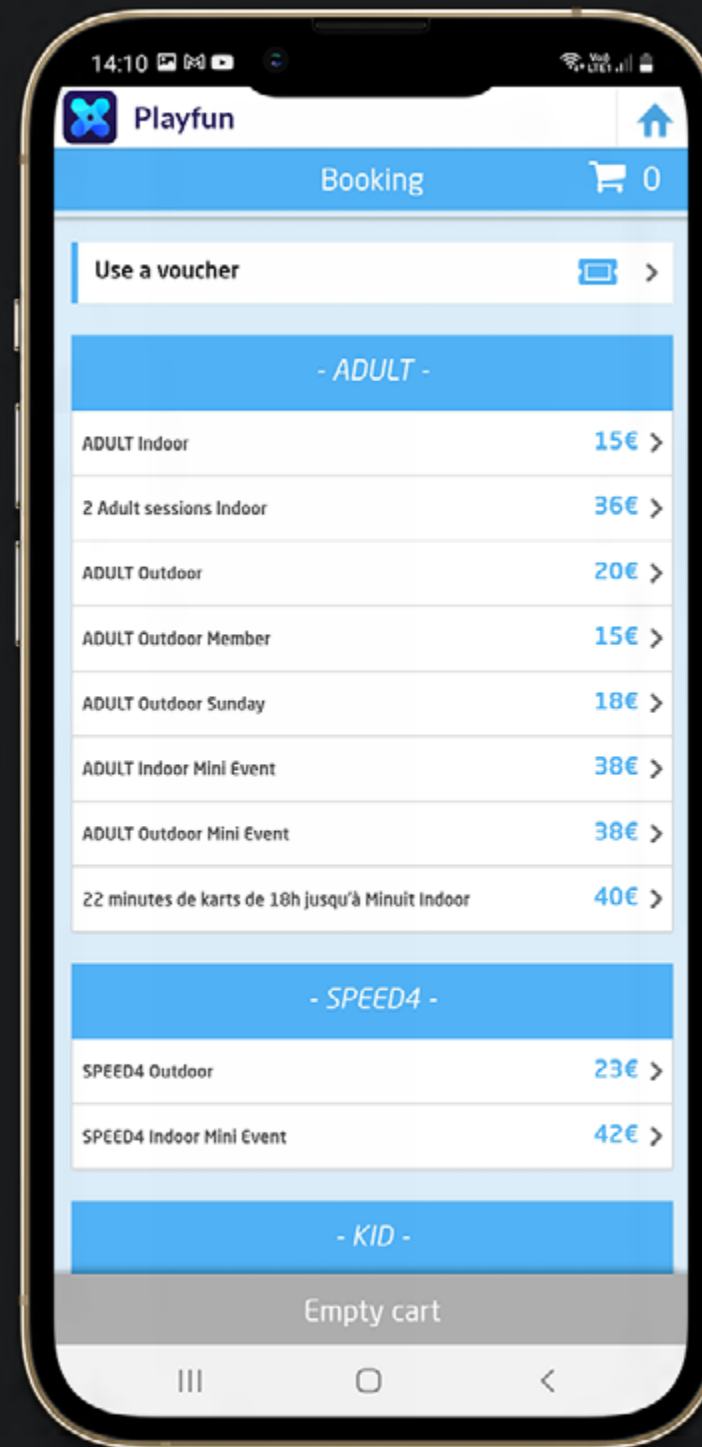 14:10
Playfun
Booking 0
Use a voucher
- ADULT -
ADULT Indoor 15€
2 Adult sessions Indoor 36€
ADULT Outdoor 20€
ADULT Outdoor Member 15€
ADULT Outdoor Sunday 18€
ADULT Indoor Mini Event 38€
ADULT Outdoor Mini Event 38€
22 minutes de karts de 18h jusqu'à Minuit Indoor 40€
- SPEED4 -
SPEED4 Outdoor 23€
SPEED4 Indoor Mini Event 42€
- KID -
Empty cart